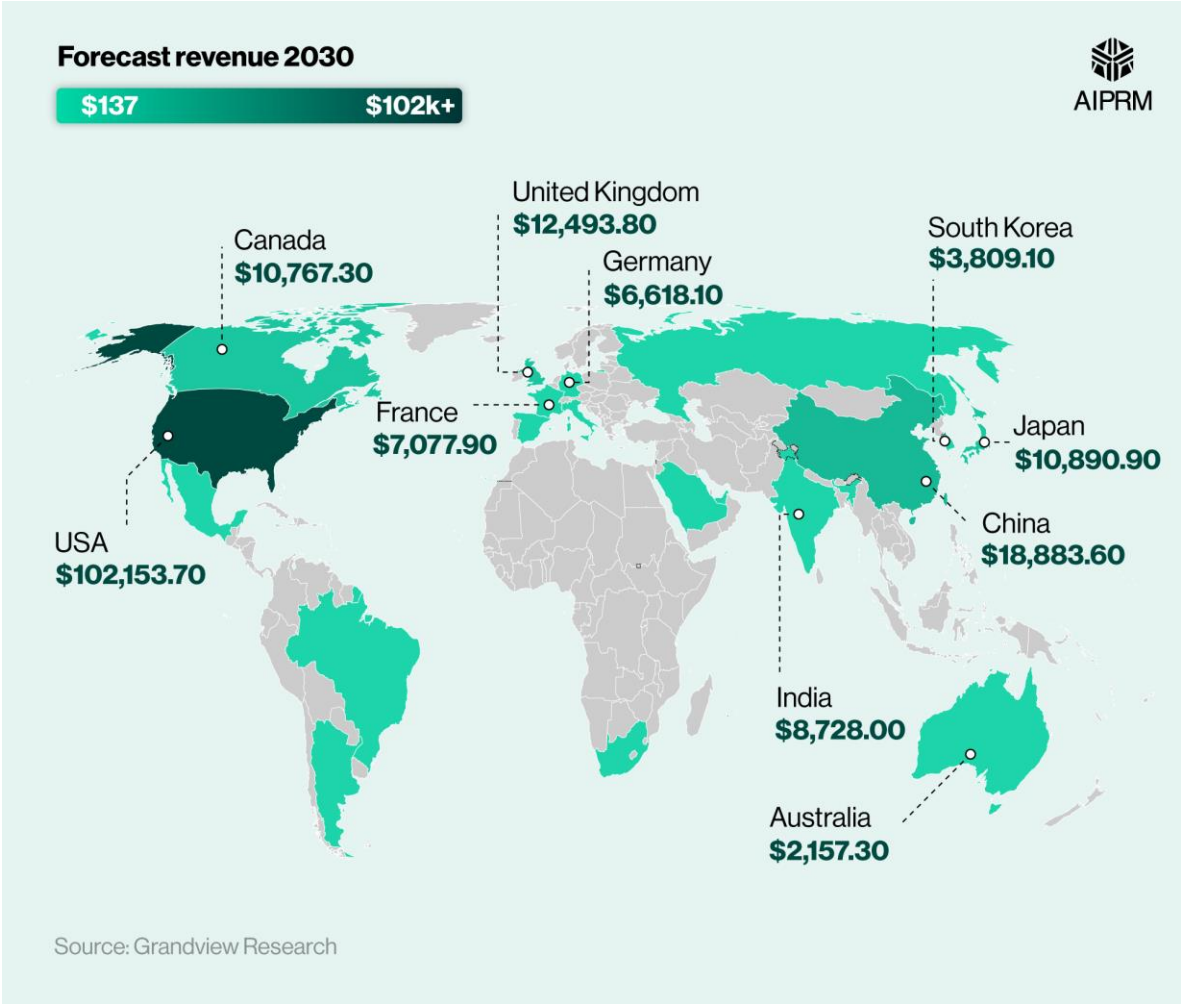 Forecast revenue 2030
$137 $102k+
AIPRM
United Kingdom
$12,493.80
Canada
$10,767.30
Germany
$6,618.10
South Korea
$3,809.10
France
$7,077.90
Japan
$10,890.90
USA
$102,153.70
China
$18,883.60
India
$8,728.00
Australia
$2,157.30
Source: Grandview Research